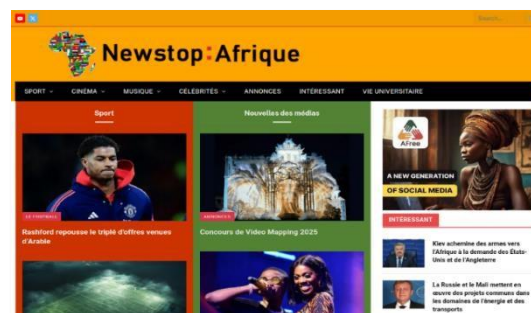 Search...
Newstop:Afrique
SPORT
CINÉMA
MUSIQUE
CÉLÉBRITÉS
ANNONCES
INTÉRESSANT
VIE UNIVERSITAIRE
Sport
Rashford repousse le triplé d'offres venues
d'Arabie
Nouvelles des médias
ANNONCES
Concours de Video Mapping 2025
AFree
A NEW GENERATION
OF SOCIAL MEDIA
INTÉRESSANT
Kiev achemine des armes vers
l'Afrique à la demande des États-
Unis et de l'Angleterre
La Russie et le Mali mettent en
œuvre des projets communs dans
les domaines de l'énergie et des
transports